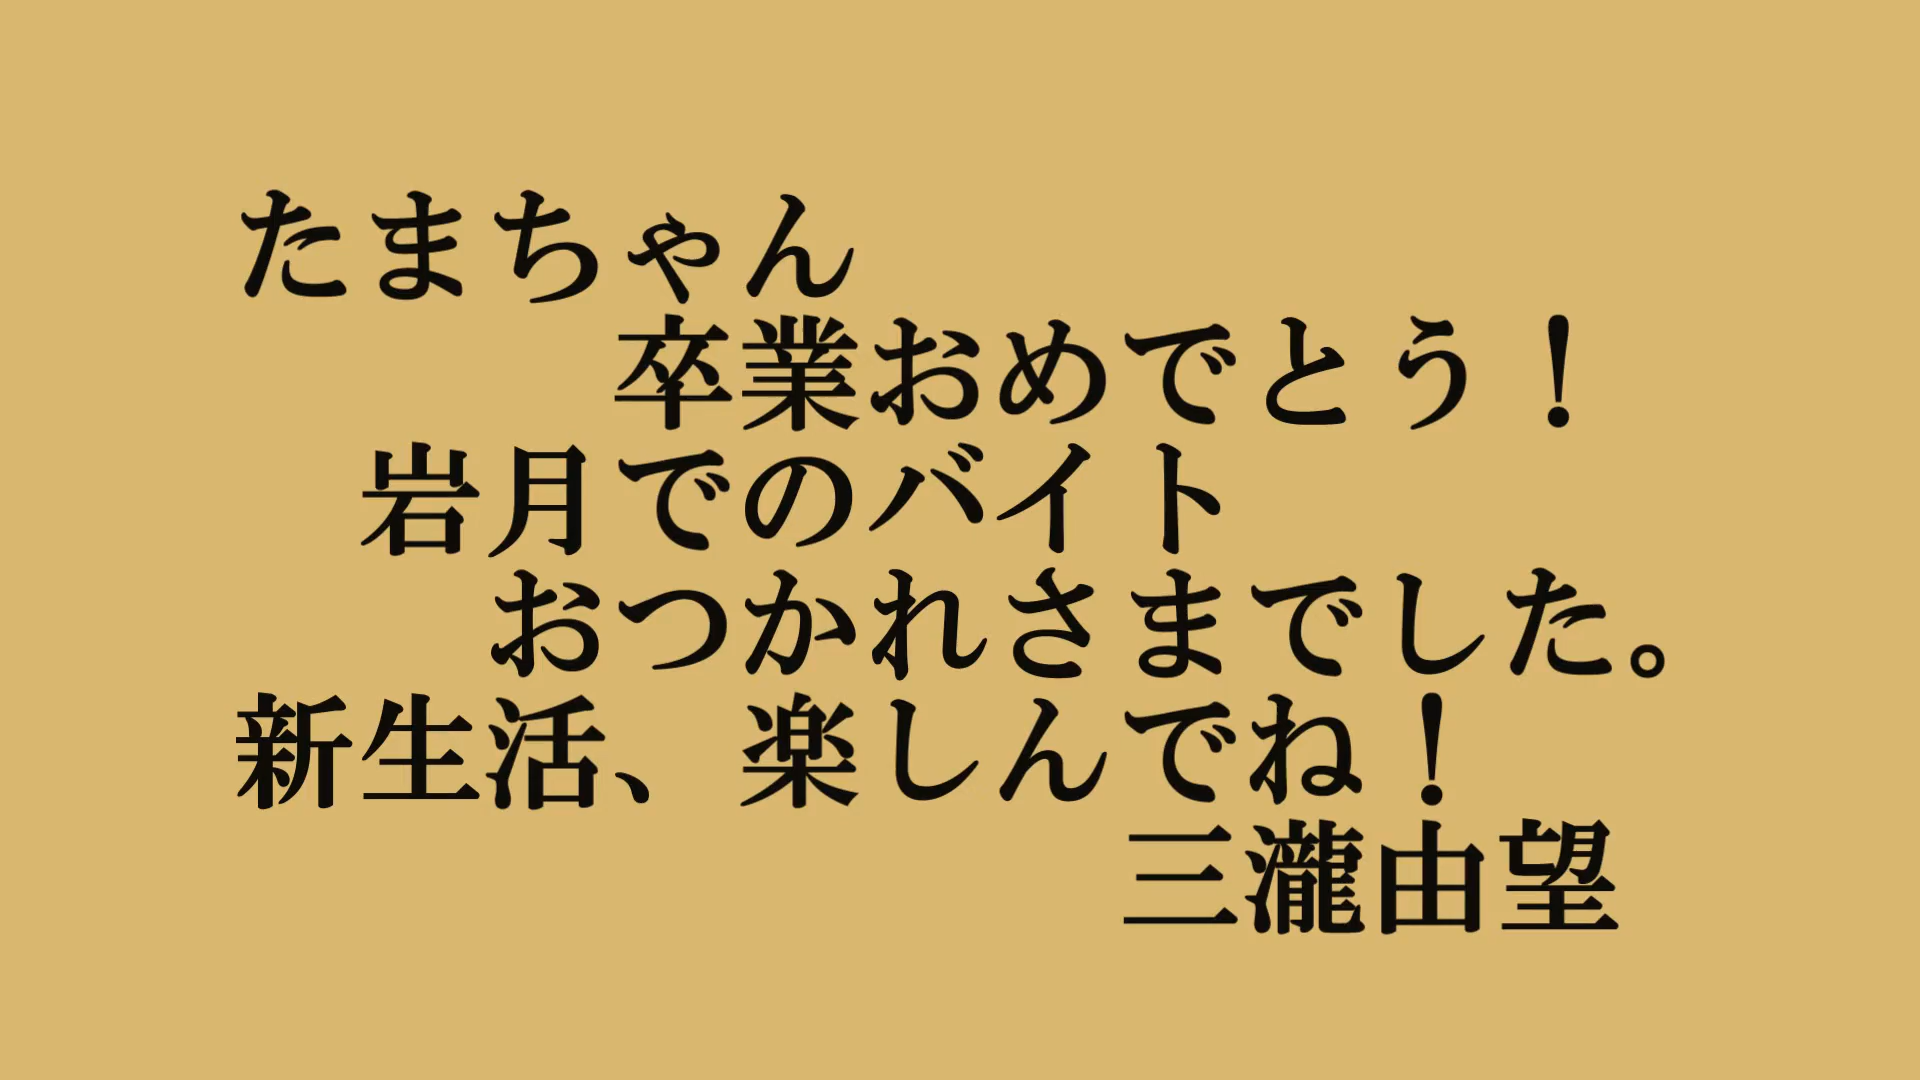 たまちゃん
卒業おめでとう！
岩月でのバイト
おつかれさまでした。
新生活、楽しんでね！
三瀧由望